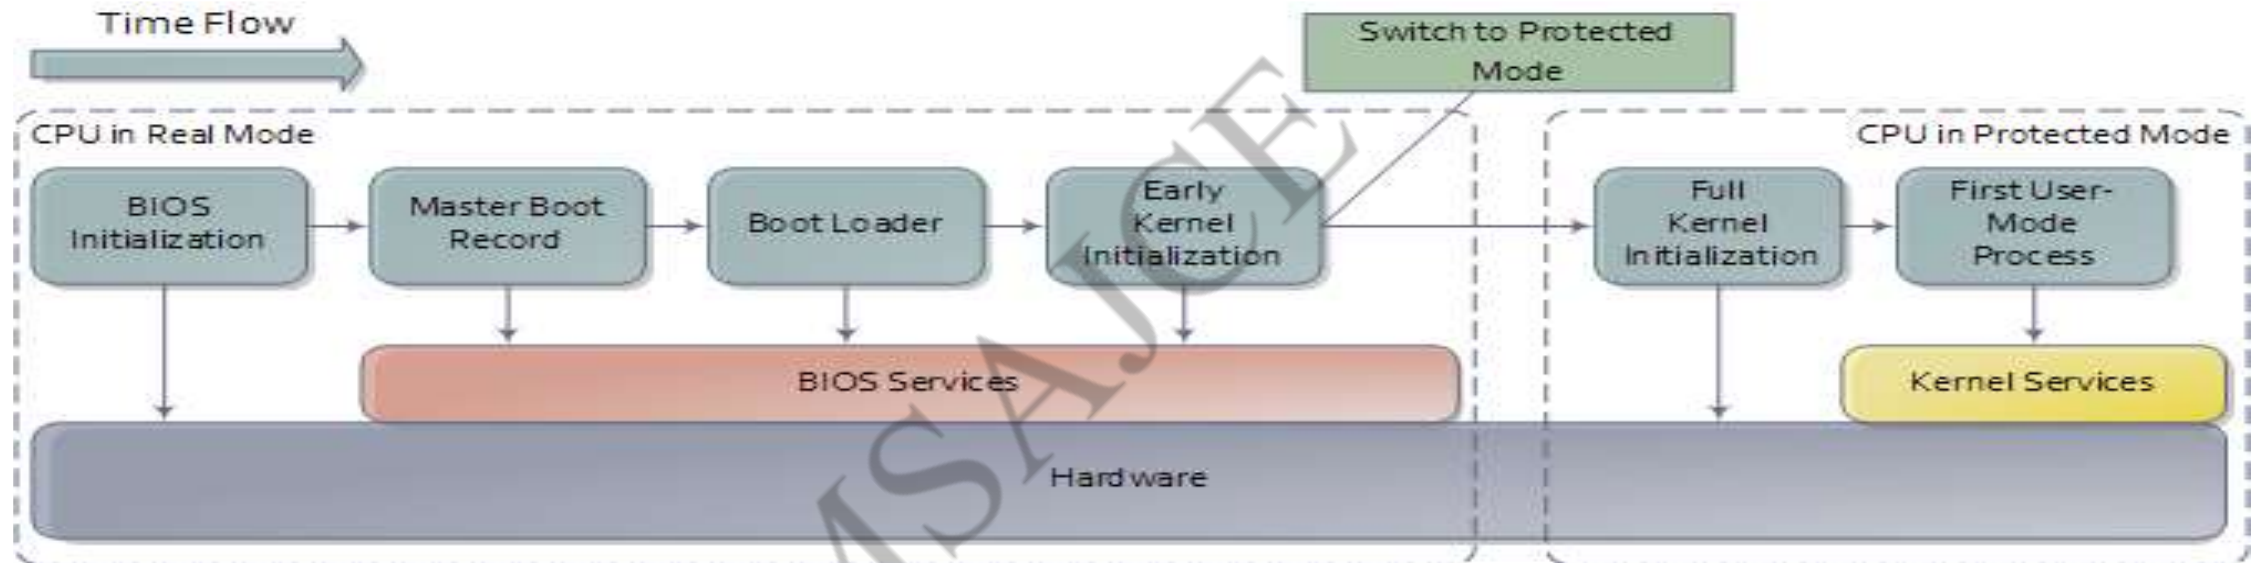 Time Flow
Switch to Protected
Mode
CPU in Real Mode
CPU in Protected Mode
BIOS
Initialization
Master Boot
Record
Boot Loader
Early
Kernel
Initialization
Full
Kernel
Initialization
First User-
Mode
Process
BIOS Services
Kernel Services
Hardware
MSAJCE